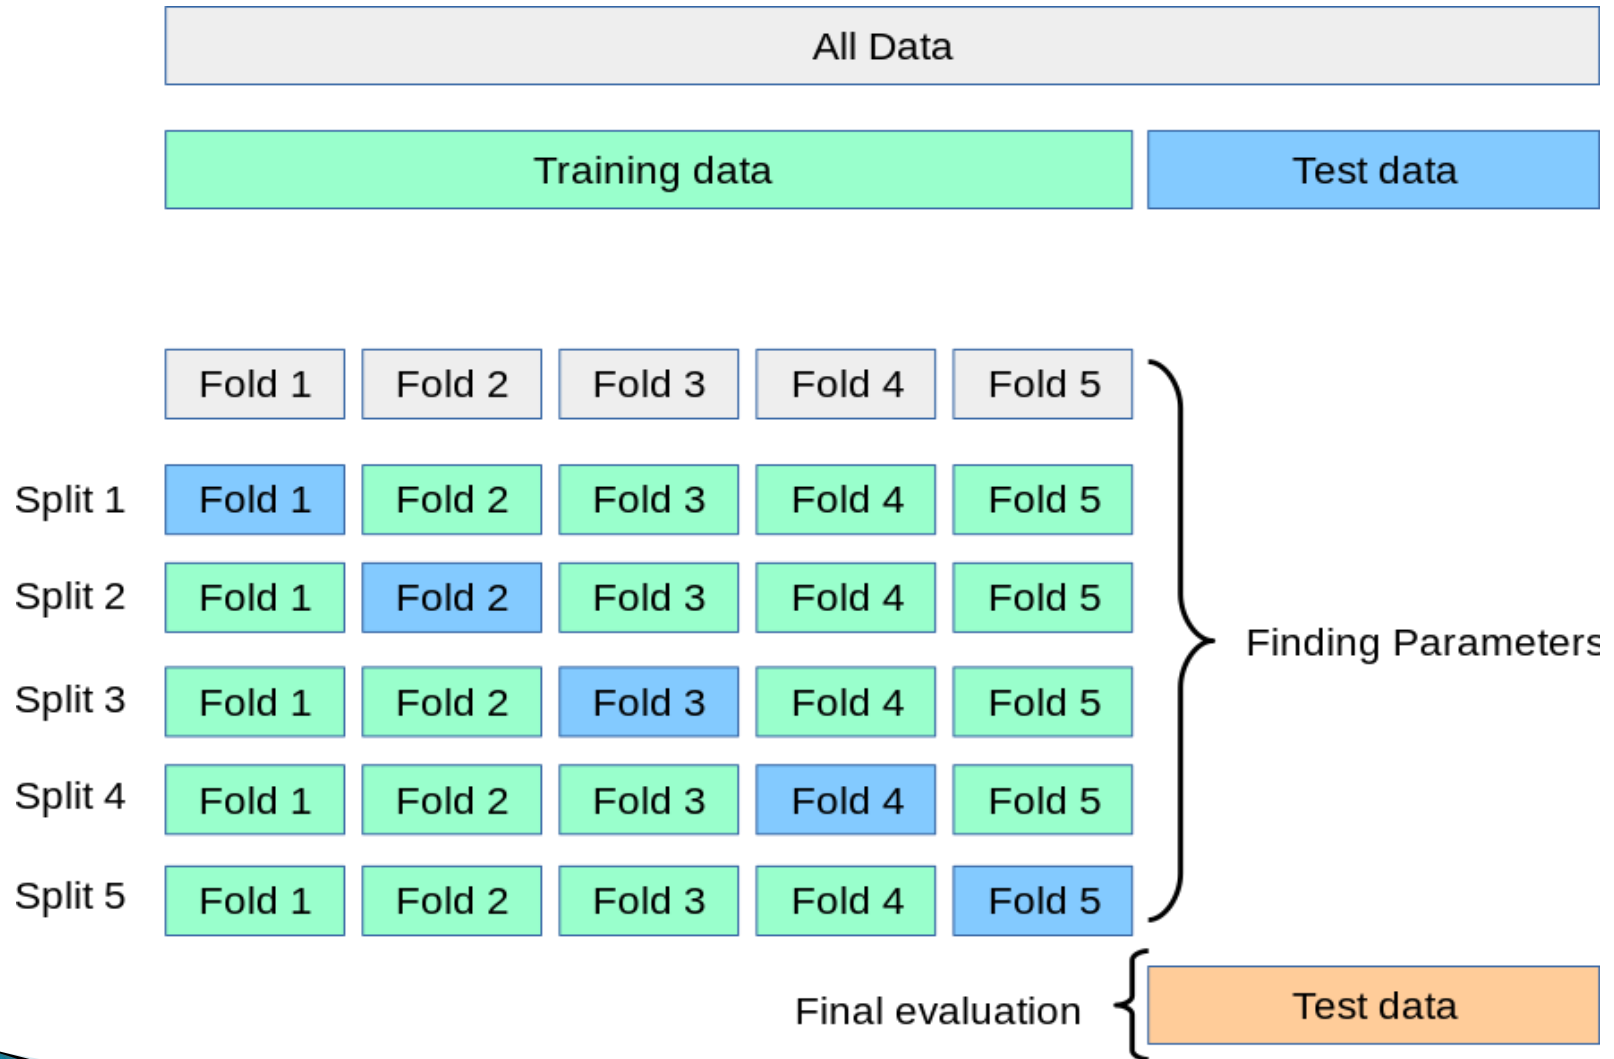 All Data
Training data Test data
Fold 1 Fold 2 Fold 3 Fold 4 Fold 5
Split 1 Fold 1 Fold 2 Fold 3 Fold 4 Fold 5
Split 2 Fold 1 Fold 2 Fold 3 Fold 4 Fold 5
Finding Parameters
Split 3 Fold 1 Fold 2 Fold 3 Fold 4 Fold 5
Split 4 Fold 1 Fold 2 Fold 3 Fold 4 Fold 5
Split 5 Fold 1 Fold 2 Fold 3 Fold 4 Fold 5
Final evaluation Test data